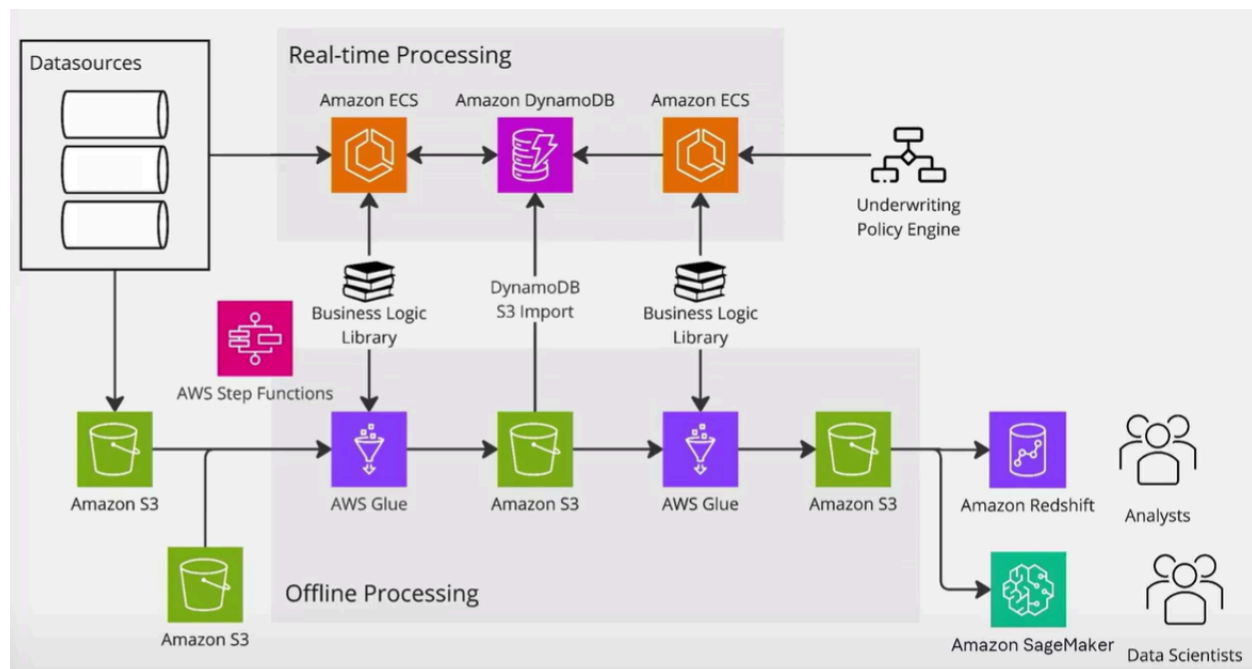 Datasources
Real-time Processing
Amazon ECS
Amazon DynamoDB
Amazon ECS
Underwriting
Policy Engine
Business Logic
Library
DynamoDB
S3 Import
Business Logic
Library
AWS Step Functions
Amazon S3
AWS Glue
Amazon S3
AWS Glue
Amazon S3
Amazon Redshift
Analysts
Amazon S3
Offline Processing
Amazon SageMaker
Data Scientists